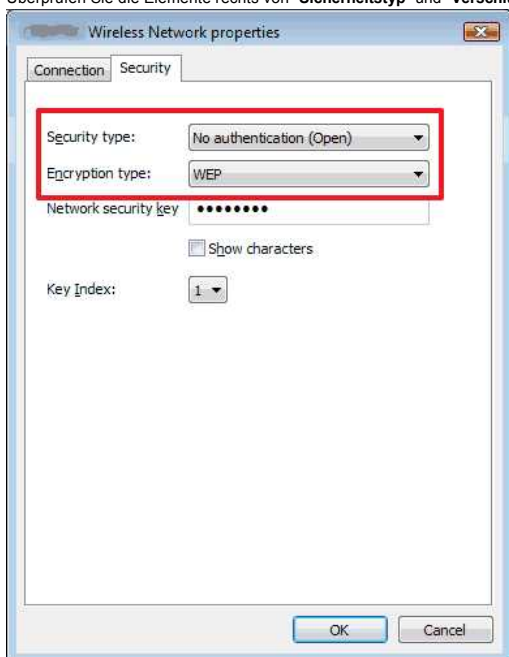 Überprüfen Sie die Elemente rechts von "Sicherheitstyp" und "
Wireless Network properties
Connection Security
Security type: No authentication (Open)
Encryption type: WEP
Network security key ••••••••
Show characters
Key Index: 1
OK Cancel